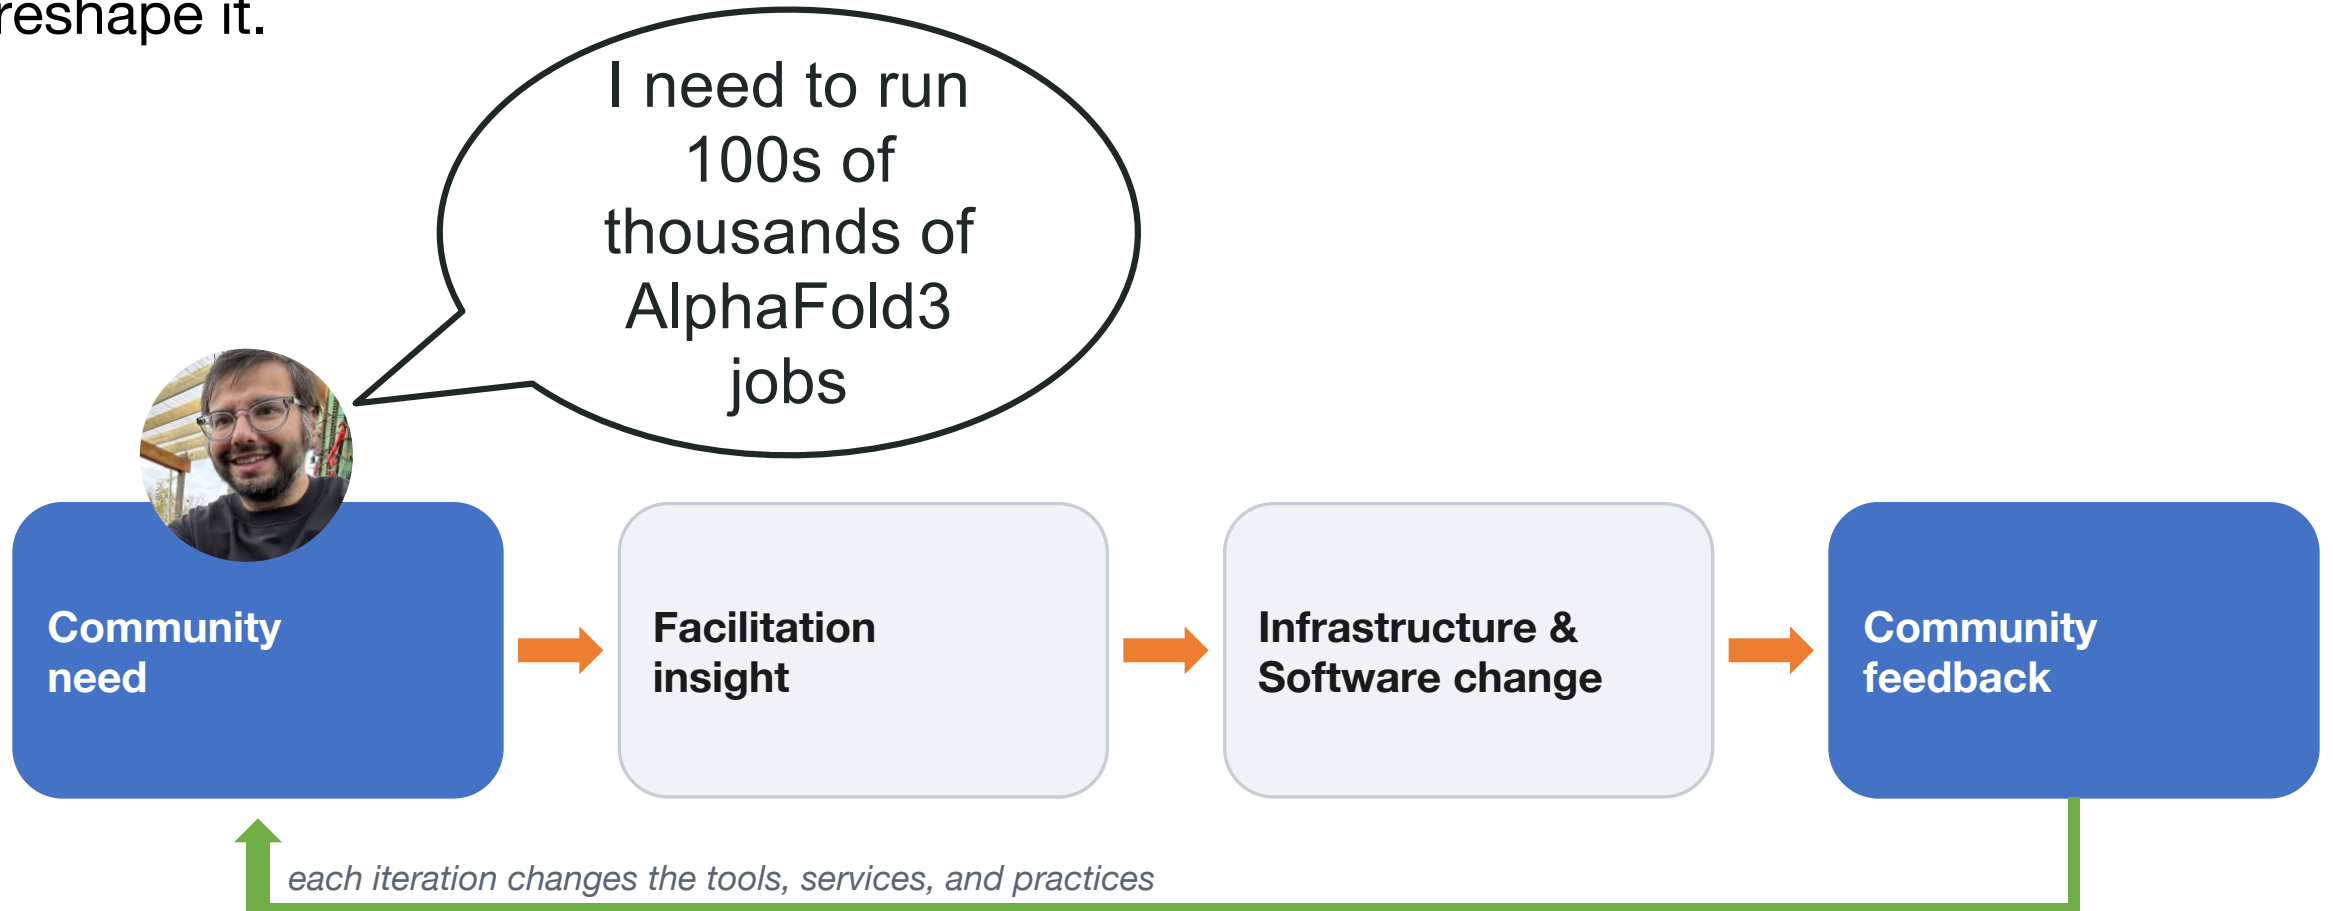 reshape it.
I need to run
100s of
thousands of
AlphaFold3
jobs
Community
need
Facilitation
insight
Infrastructure &
Software change
Community
feedback
each iteration changes the tools, services, and practices